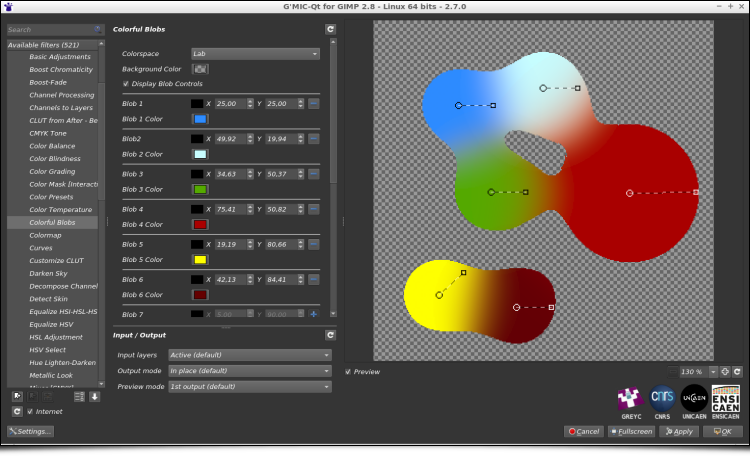 G'MIC-Qt for GIMP 2.8 - Linux 64 bits - 2.7.0
Search
Available filters (521)
Basic Adjustments
Boost Chromaticity
Boost-Fade
Channel Processing
Channels to Layers
CLUT from After - Be
CMYK Tone
Color Balance
Color Blindness
Color Grading
Color Mask [Interacti
Color Presets
Color Temperature
Colorful Blobs
Colormap
Curves
Customize CLUT
Darken Sky
Decompose Channel
Detect Skin
Equalize HSI-HSL-HS
Equalize HSV
HSL Adjustment
HSV Select
Hue Lighten-Darken
Metallic Look
Internet
Settings...
Colorful Blobs
Colorspace Lab
Background Color
Display Blob Controls
Blob 1 X 25,00 Y 25,00
Blob 1 Color
Blob2 X 49,92 Y 19,94
Blob 2 Color
Blob 3 X 34,63 Y 50,37
Blob 3 Color
Blob 4 X 75,41 Y 50,82
Blob 4 Color
Blob 5 X 19,19 Y 80,66
Blob 5 Color
Blob 6 X 42,13 Y 84,41
Blob 6 Color
Blob 7 X 5,00 Y 80,00
Input / Output
Input layers Active (default)
Output mode In place (default)
Preview mode 1st output (default)
Preview
130 %
GREYC
CNRS
UNICAEN
ENSICAEN
Cancel
Fullscreen
Apply
OK